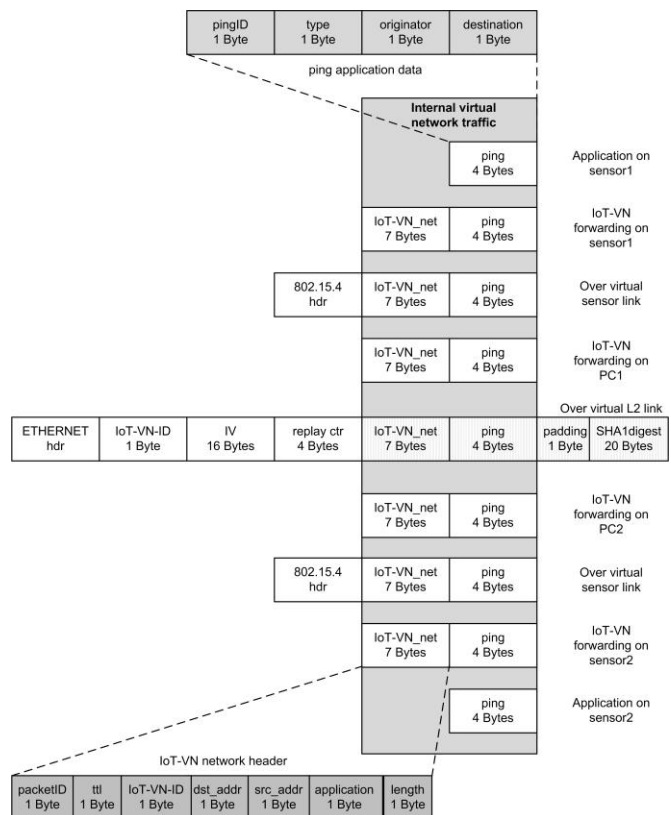 pingID type originator destination
1 Byte 1 Byte 1 Byte 1 Byte
ping application data
Internal virtual
network traffic
ping
4 Bytes
Application on
sensor1
IoT-VN_net
7 Bytes
ping
4 Bytes
IoT-VN
forwarding on
sensor1
802.15.4
hdr
IoT-VN_net
7 Bytes
ping
4 Bytes
Over virtual
sensor link
IoT-VN_net
7 Bytes
ping
4 Bytes
IoT-VN
forwarding on
PC1
Over virtual L2 link
ETHERNET
hdr
IoT-VN-ID
1 Byte
IV
16 Bytes
replay ctr
4 Bytes
IoT-VN_net
7 Bytes
ping
4 Bytes
padding
1 Byte
SHA1digest
20 Bytes
IoT-VN_net
7 Bytes
ping
4 Bytes
IoT-VN
forwarding on
PC2
802.15.4
hdr
IoT-VN_net
7 Bytes
ping
4 Bytes
Over virtual
sensor link
IoT-VN_net
7 Bytes
ping
4 Bytes
IoT-VN
forwarding on
sensor2
ping
4 Bytes
Application on
sensor2
IoT-VN network header
packetID ttl IoT-VN-ID dst_addr src_addr application length
1 Byte 1 Byte 1 Byte 1 Byte 1 Byte 1 Byte 1 Byte